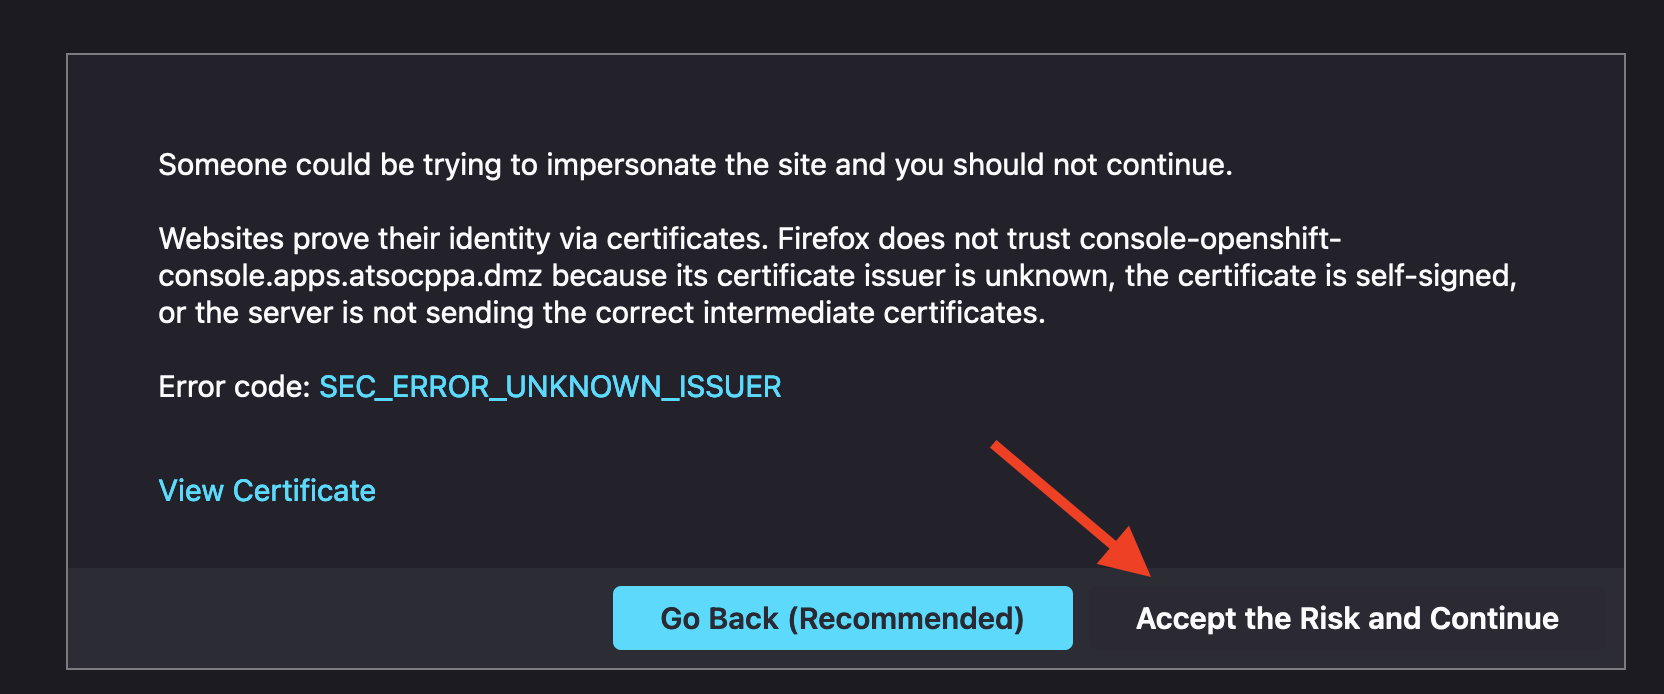 Someone could be trying to impersonate the site and you should not continue.
Websites prove their identity via certificates. Firefox does not trust console-openshift-
console.apps.atsocppa.dmz because its certificate issuer is unknown, the certificate is self-signed,
or the server is not sending the correct intermediate certificates.
Error code: SEC_ERROR_UNKNOWN_ISSUER
View Certificate
Go Back (Recommended)
Accept the Risk and Continue